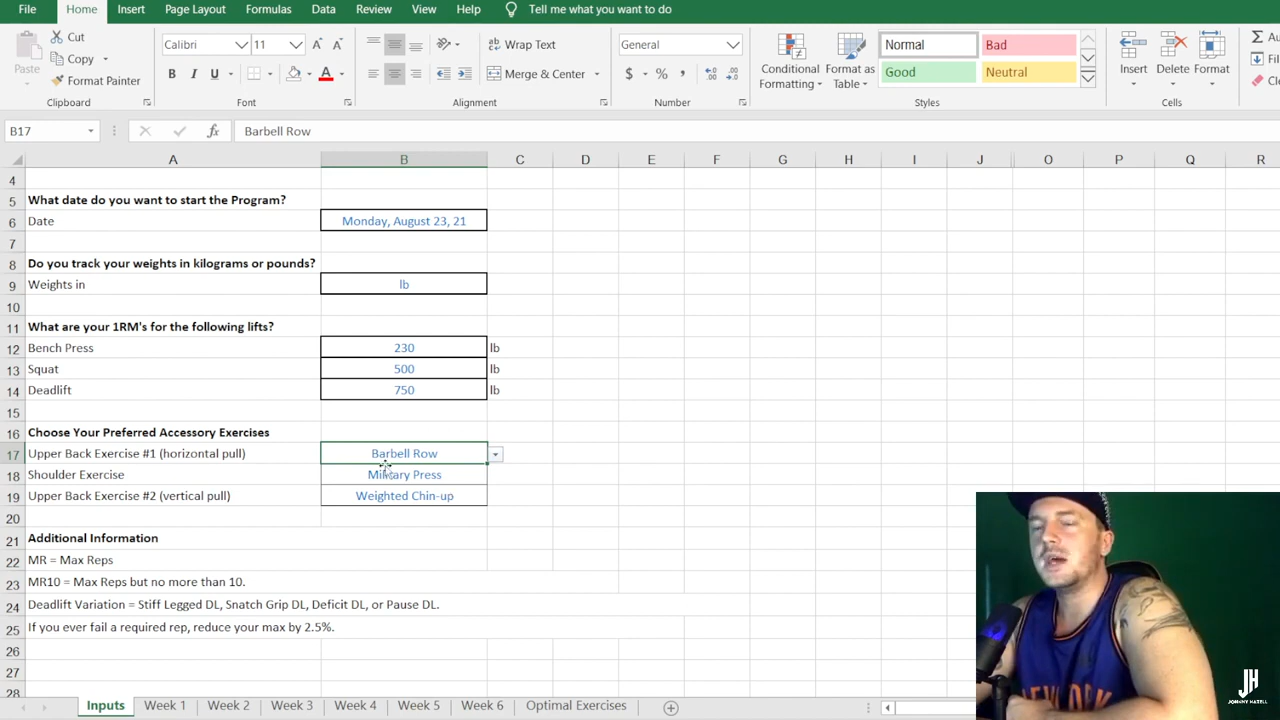 File Home Insert Page Layout Formulas Data Review View Help Tell me what you want to do
Paste Cut Copy Format Painter
Calibri 11
B I U A
Wrap Text
Merge & Center
General
$ % ,
Conditional Formatting
Format as Table
Normal Bad
Good Neutral
Insert Delete Format
Clipboard Font Alignment Number Styles Cells
B17 fx Barbell Row
A B C D E F G H I J O P Q R
4
5 What date do you want to start the Program?
6 Date Monday, August 23, 21
7
8 Do you track your weights in kilograms or pounds?
9 Weights in lb
10
11 What are your 1RM's for the following lifts?
12 Bench Press 230 lb
13 Squat 500 lb
14 Deadlift 750 lb
15
16 Choose Your Preferred Accessory Exercises
17 Upper Back Exercise #1 (horizontal pull) Barbell Row
18 Shoulder Exercise Military Press
19 Upper Back Exercise #2 (vertical pull) Weighted Chin-up
20
21 Additional Information
22 MR = Max Reps
23 MR10 = Max Reps but no more than 10.
24 Deadlift Variation = Stiff Legged DL, Snatch Grip DL, Deficit DL, or Pause DL.
25 If you ever fail a required rep, reduce your max by 2.5%.
26
27
28
Inputs Week 1 Week 2 Week 3 Week 4 Week 5 Week 6 Optimal Exercises
JH
JOHNNY HAZELL